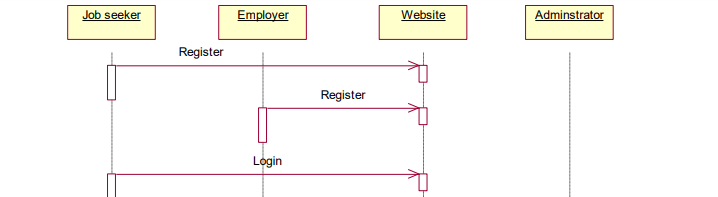 Job seeker
Employer
Website
Adminstrator
Register
Register
Login